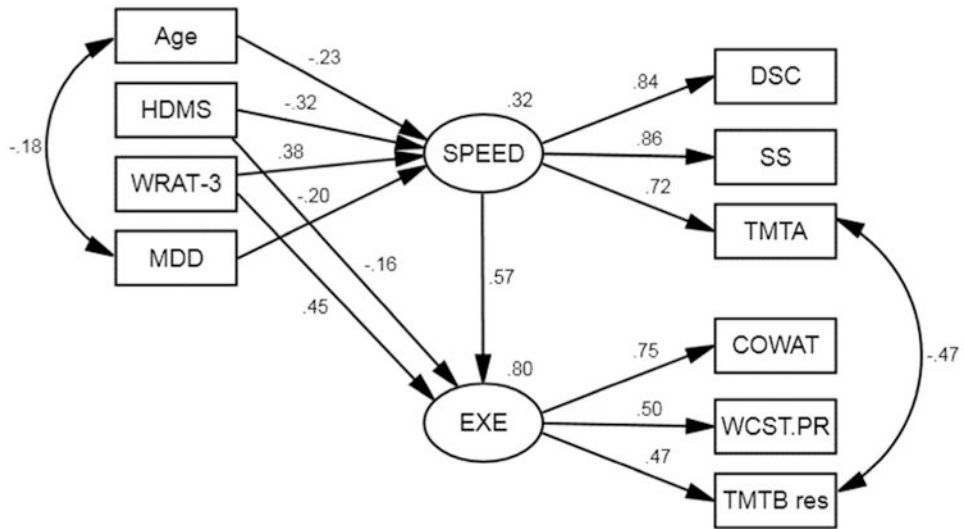 Age
HDMS
WRAT-3
MDD
-.18
-.23
-.32
.38
-.20
-.16
.45
.32
SPEED
.57
.80
EXE
.84
.86
.72
.75
.50
.47
DSC
SS
TMTA
COWAT
WCST.PR
TMTB res
-.47